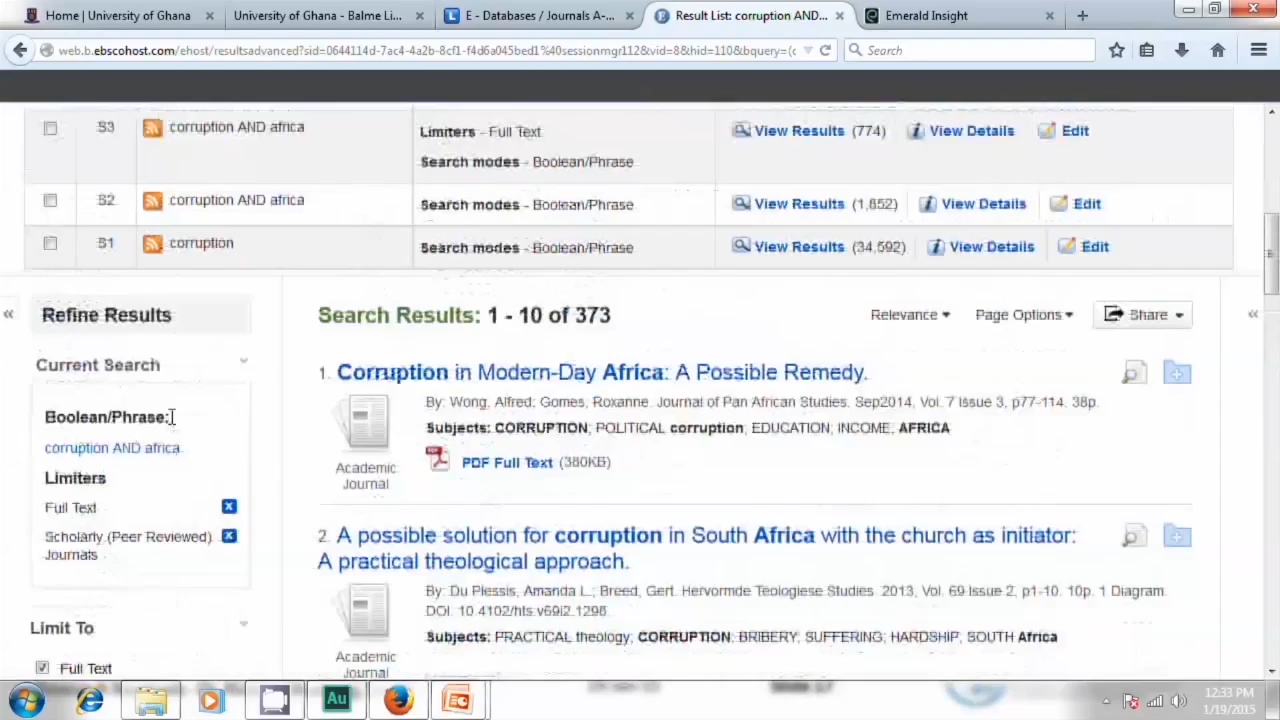 Home | University of Ghana
University of Ghana - Balme Li...
E - Databases / Journals A-...
Result List: corruption AND...
Emerald Insight
web.b.ebscohost.com/ehost/resultsadvanced?sid=0644114d-7ac4-4a2b-8cf1-f4d6a045bed1%40sessionmgr112&vid=8&hid=110&bquery=(c
Search
S3 corruption AND africa Limiters - Full Text View Results (774) View Details Edit
Search modes - Boolean/Phrase
S2 corruption AND africa Search modes - Boolean/Phrase View Results (1,852) View Details Edit
S1 corruption Search modes - Boolean/Phrase View Results (34,592) View Details Edit
Refine Results
Current Search
Boolean/Phrase:
corruption AND africa
Limiters
Full Text
Scholarly (Peer Reviewed)
Journals
Limit To
Full Text
Search Results: 1 - 10 of 373
Relevance
Page Options
Share
1. Corruption in Modern-Day Africa: A Possible Remedy.
By: Wong, Alfred; Gomes, Roxanne. Journal of Pan African Studies. Sep2014, Vol. 7 Issue 3, p77-114. 38p.
Subjects: CORRUPTION; POLITICAL corruption; EDUCATION; INCOME; AFRICA
Academic
Journal
PDF PDF Full Text (380KB)
2. A possible solution for corruption in South Africa with the church as initiator:
A practical theological approach.
By: Du Plessis, Amanda L.; Breed, Gert. Hervormde Teologiese Studies. 2013, Vol. 69 Issue 2, p1-10. 10p. 1 Diagram.
DOI: 10.4102/hts.v69i2.1298.
Subjects: PRACTICAL theology; CORRUPTION; BRIBERY; SUFFERING; HARDSHIP; SOUTH Africa
Academic
Journal
Au
12:33 PM
1/19/2015